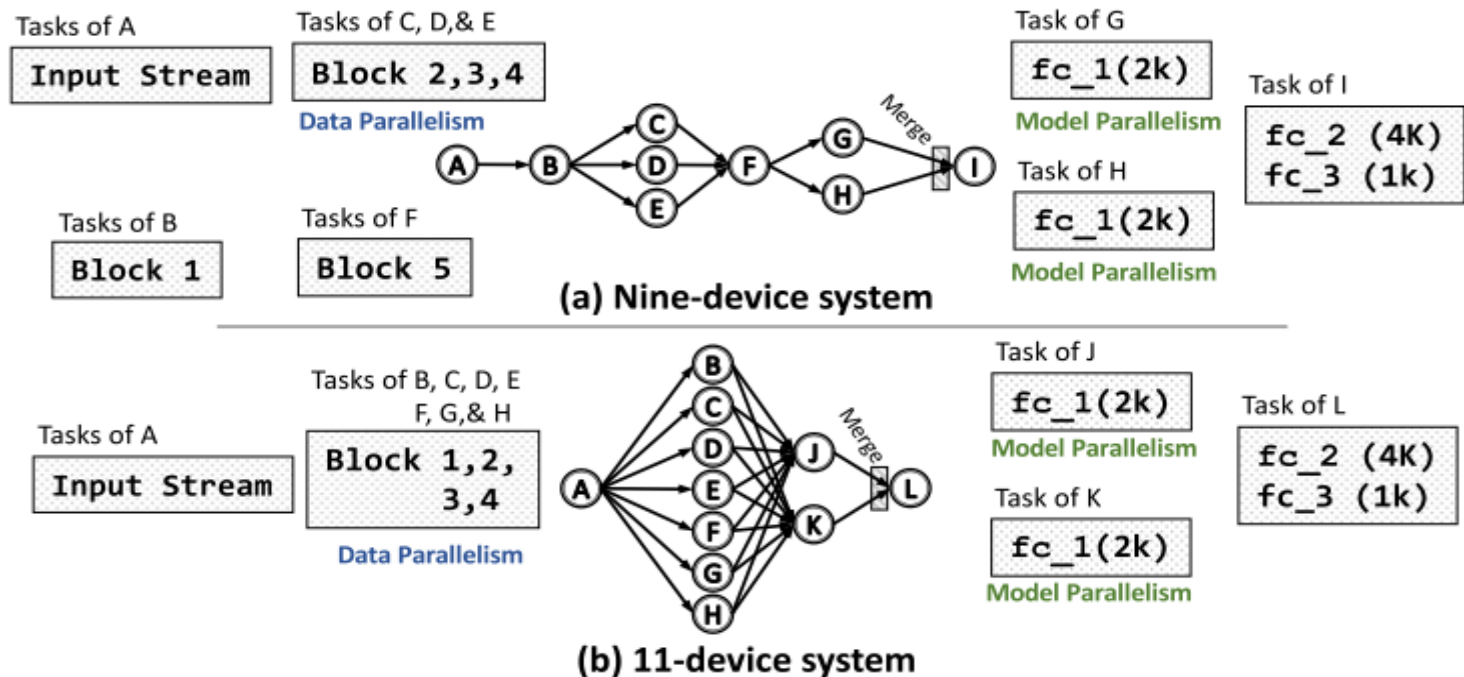 Tasks of A
Input Stream
Tasks of C, D,& E
Block 2,3,4
Data Parallelism
Tasks of B
Block 1
Tasks of F
Block 5
A
B
C
D
E
F
G
H
Merge
I
Task of G
fc_1(2k)
Model Parallelism
Task of H
fc_1(2k)
Model Parallelism
Task of I
fc_2 (4K)
fc_3 (1k)
(a) Nine-device system
Tasks of A
Input Stream
Tasks of B, C, D, E
F, G,& H
Block 1,2,
3,4
Data Parallelism
A
B
C
D
E
F
G
H
J
K
Merge
L
Task of J
fc_1(2k)
Model Parallelism
Task of K
fc_1(2k)
Model Parallelism
Task of L
fc_2 (4K)
fc_3 (1k)
(b) 11-device system